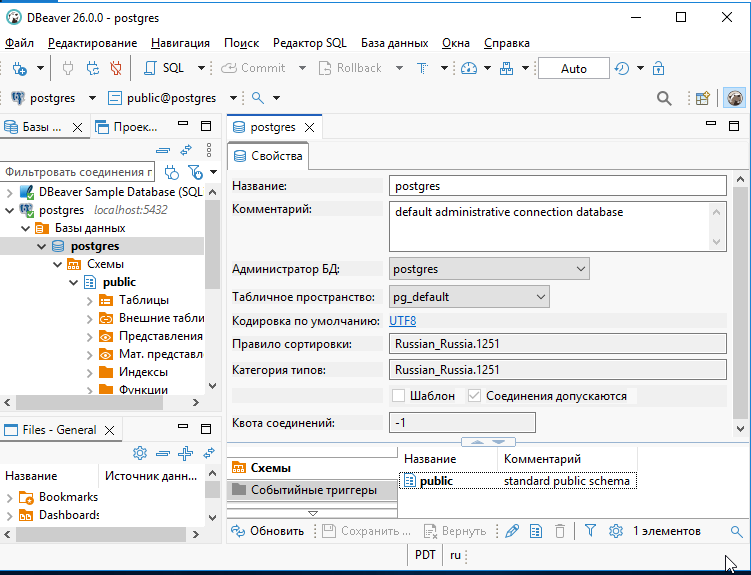 DBeaver 26.0.0 - postgres
Файл Редактирование Навигация Поиск Редактор SQL База данных Окна Справка
SQL Commit Rollback Auto
postgres public@postgres
Базы ... Проек...
Фильтровать соединения г
DBeaver Sample Database (SQL
postgres localhost:5432
Базы данных
postgres
Схемы
public
Таблицы
Внешние табли
Представления
Мат. представл
Индексы
Функции
Files - General
Название Источник данн...
Bookmarks
Dashboards
postgres
Свойства
Название: postgres
Комментарий: default administrative connection database
Администратор БД: postgres
Табличное пространство: pg_default
Кодировка по умолчанию: UTF8
Правило сортировки: Russian_Russia.1251
Категория типов: Russian_Russia.1251
Шаблон Соединения допускаются
Квота соединений: -1
Схемы
Событийные триггеры
Название Комментарий
public standard public schema
Обновить Сохранить ... Вернуть 1 элементов
PDT ru